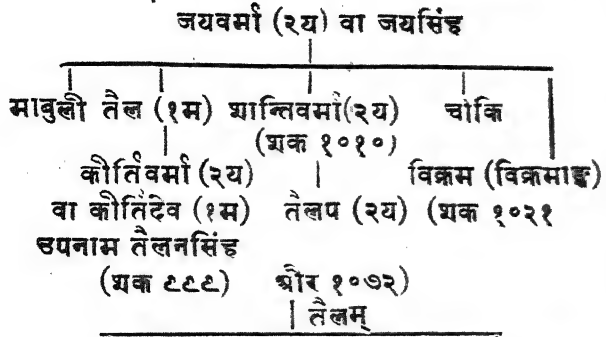 जयवर्मा (२य) वा जयसिंह
मावुली तैल (१म) शान्तिवर्मा(२य) चोकि
(शक १०१०)
कीर्तिवर्मा (२य) विक्रम (विक्रमाङ्क)
वा कीर्तिदेव (१म) तैलप (२य) (शक १०२१
उपनाम तैलनसिंह
(शक ९९९) और १०७२)
तैलम्